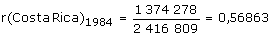 r(Costa Rica)1984 = 1 374 278 / 2 416 809 = 0,56863